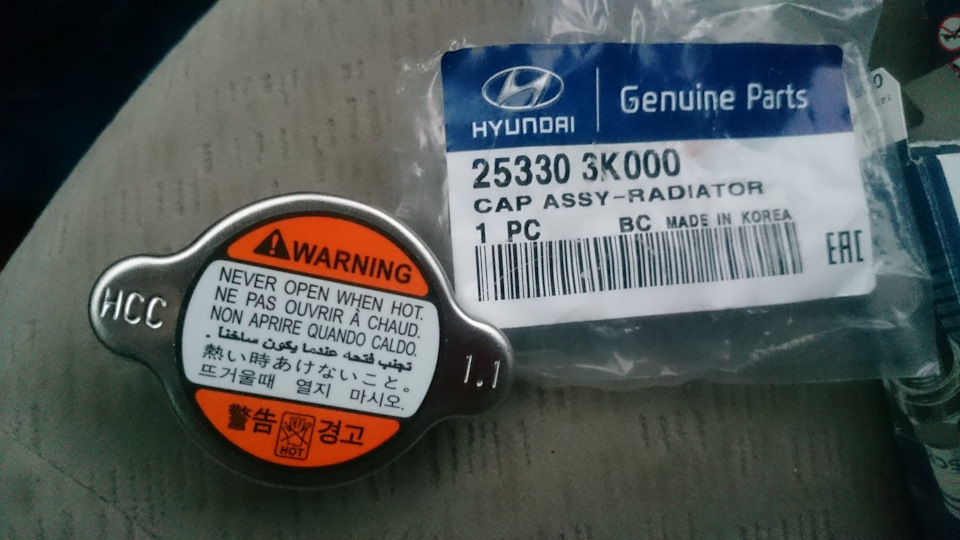 HYUNDAI
Genuine Parts
25330 3K000
CAP ASSY-RADIATOR
1 PC BC MADE IN KOREA
EAC
HCC
WARNING
NEVER OPEN WHEN HOT.
NE PAS OUVRIR À CHAUD.
NON APRIRE QUANDO CALDO.
تجنب فتحه عندما يكون ساخنا .
熱い時あけないこと。
뜨거울때 열지 마시오.
1.1
警告 경고
HOT